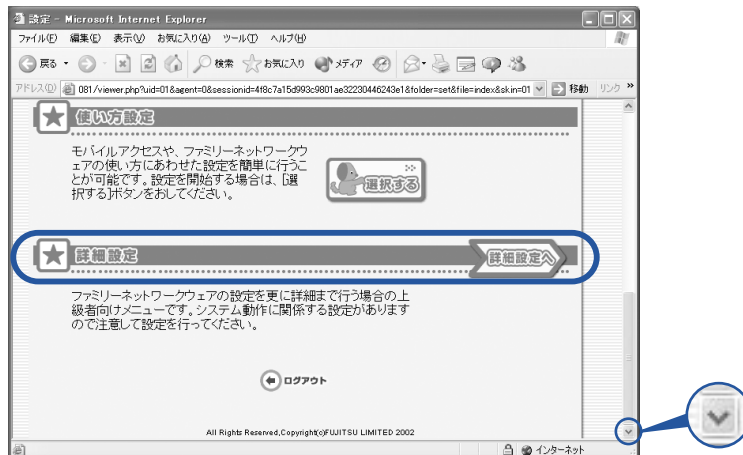 設定 - Microsoft Internet Explorer
ファイル(F) 編集(E) 表示(V) お気に入り(A) ツール(T) ヘルプ(H)
戻る 検索 お気に入り メディア
アドレス(D) 081/viewer.php?uid=01&agent=0&sessionid=4f8c7a15d993c9801ae32230446243e1&folder=set&file=index&skin=01 移動 リンク »
使い方設定
モバイルアクセスや、ファミリーネットワークウ
ェアの使い方にあわせた設定を簡単に行うこ
とが可能です。設定を開始する場合は、[選
択する]ボタンをおしてください。
選択する
詳細設定
詳細設定へ
ファミリーネットワークウェアの設定を更に詳細まで行う場合の上
級者向けメニューです。システム動作に関係する設定があります
ので注意して設定を行ってください。
ログアウト
All Rights Reserved,Copyright(c)FUJITSU LIMITED 2002
インターネット